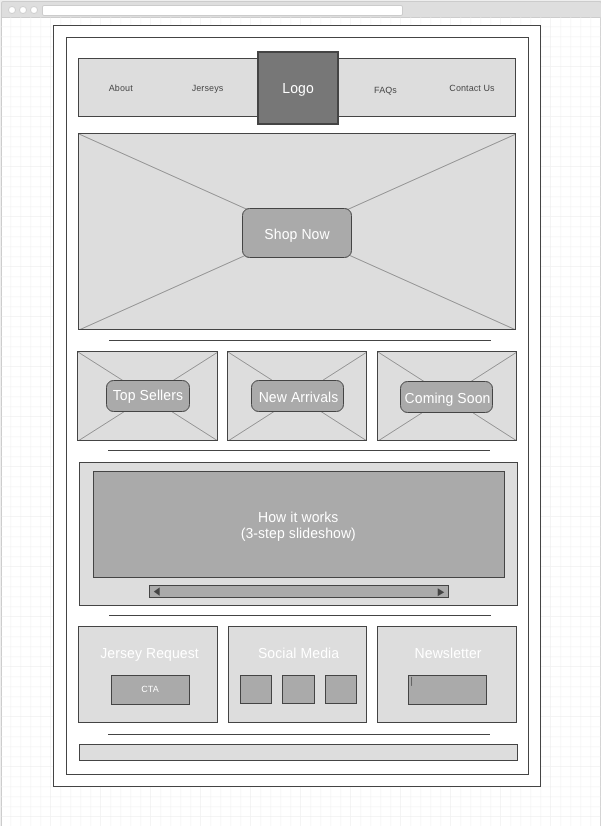 About
Jerseys
Logo
FAQs
Contact Us
Shop Now
Top Sellers
New Arrivals
Coming Soon
How it works
(3-step slideshow)
Jersey Request
Social Media
Newsletter
CTA